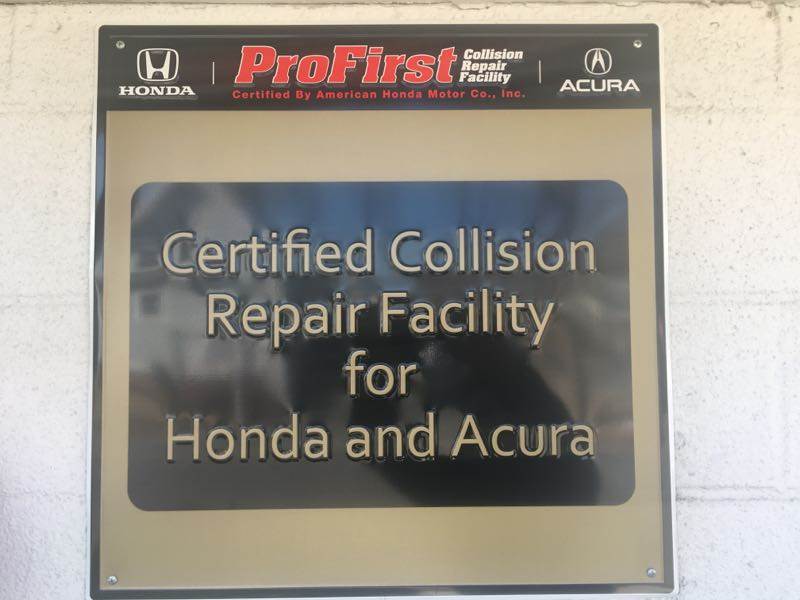 HONDA
ProFirst
Collision
Repair
Facility
Certified By American Honda Motor Co., Inc.
ACURA
Certified Collision
Repair Facility
for
Honda and Acura